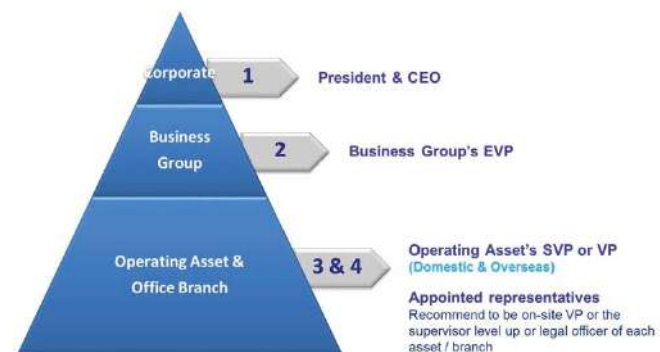 Corporate
1
President & CEO
Business
Group
2
Business Group's EVP
Operating Asset &
Office Branch
3 & 4
Operating Asset's SVP or VP
(Domestic & Overseas)
Appointed representatives
Recommend to be on-site VP or the
supervisor level up or legal officer of each
asset / branch